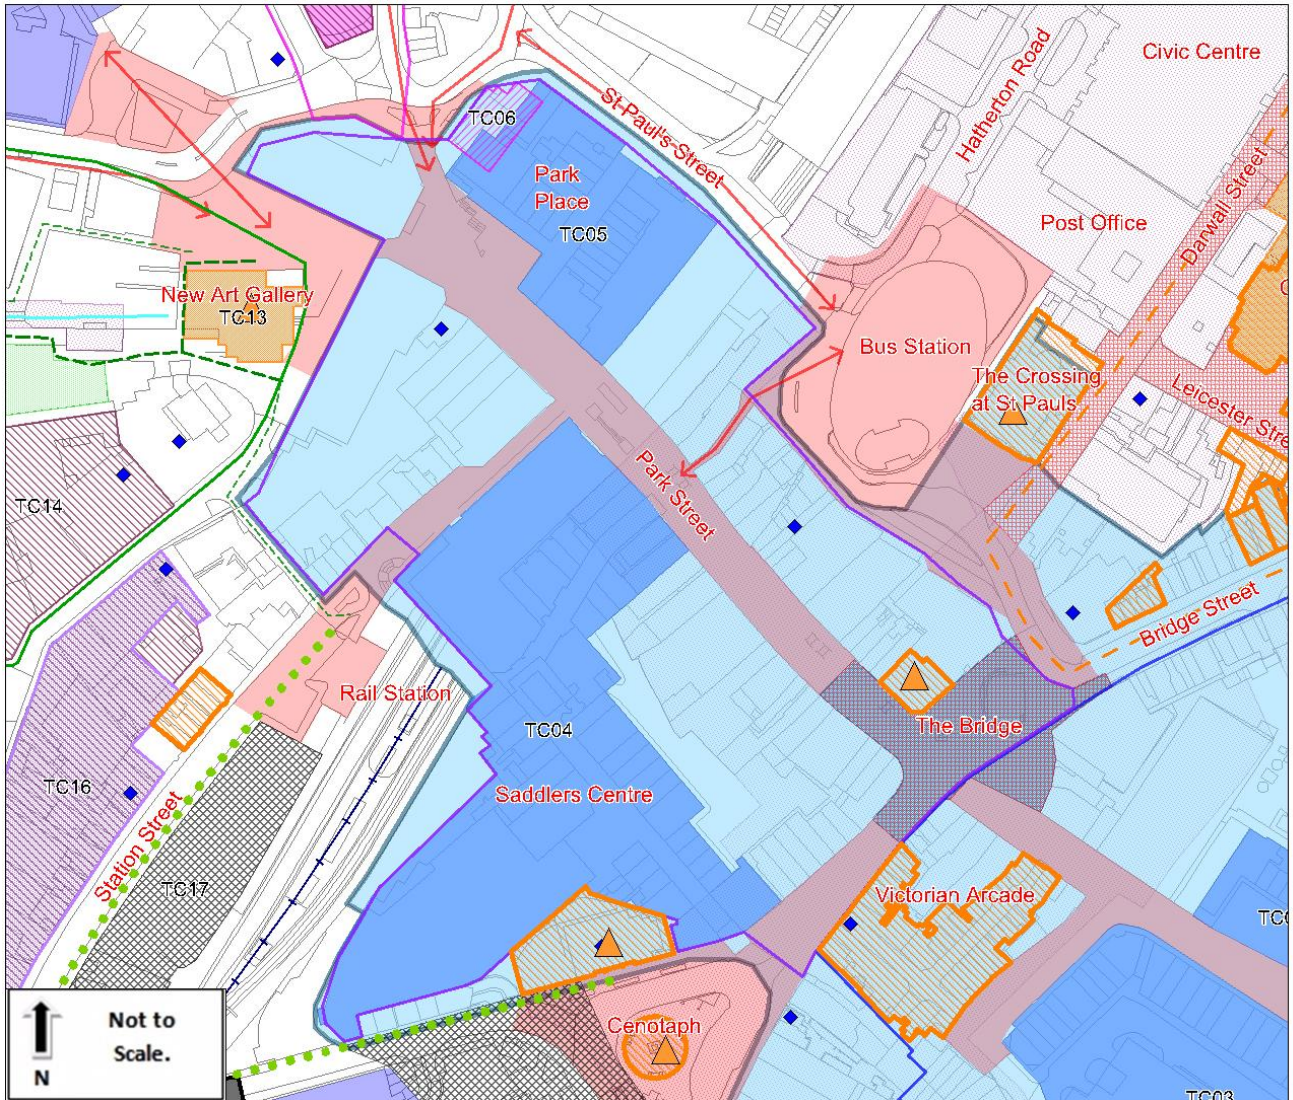 Civic Centre
Hatherton Road
TC06
St Paul's Street
Park
Place
TC05
Darwall Street
Post Office
New Art Gallery
TC13
Bus Station
The Crossing
at St Pauls
Leicester Stre
Park Street
TC14
Bridge Street
Rail Station
The Bridge
TC04
Saddlers Centre
TC16
Station Street
TC17
Victorian Arcade
Cenotaph
Not to
Scale.
N
TC03